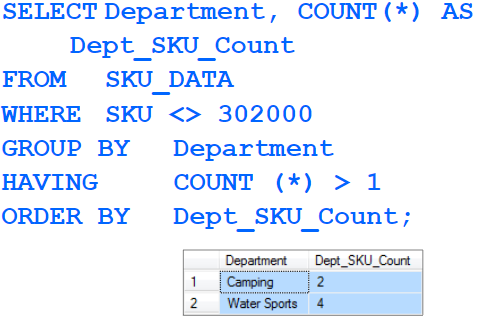 SELECT Department, COUNT(*) AS
Dept_SKU_Count
FROM SKU_DATA
WHERE SKU <> 302000
GROUP BY Department
HAVING COUNT (*) > 1
ORDER BY Dept_SKU_Count;
Department Dept_SKU_Count
1 Camping 2
2 Water Sports 4